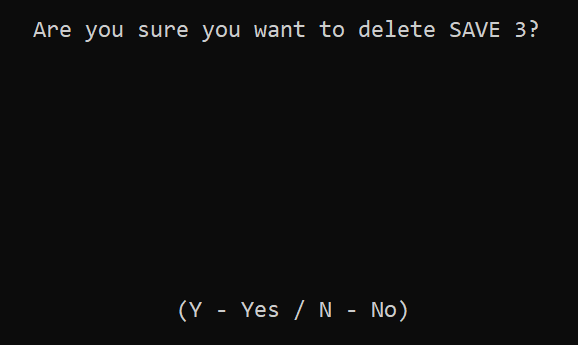 Are you sure you want to delete SAVE 3?
(Y - Yes / N - No)